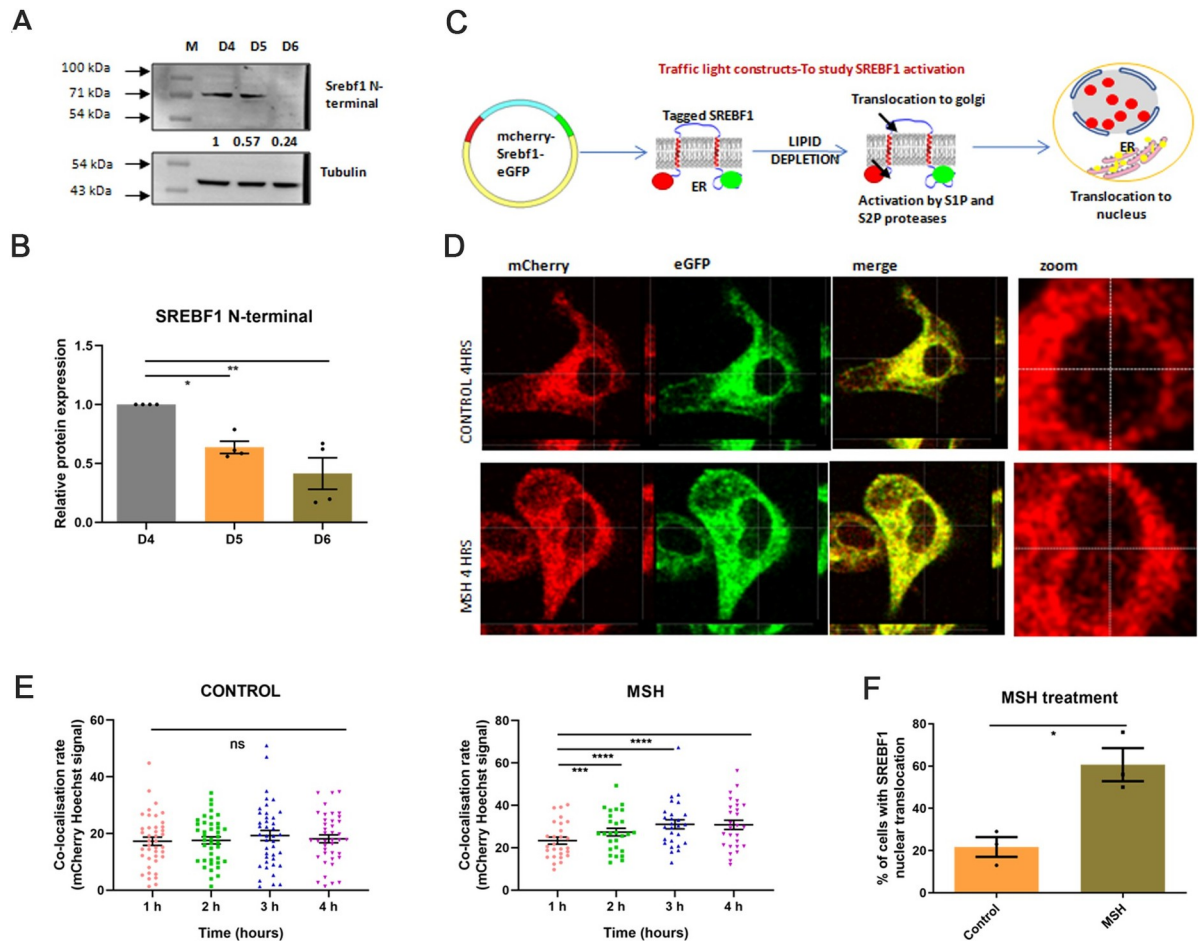 A
M D4 D5 D6
100 kDa
71 kDa
54 kDa
Srebf1 N-
terminal
1 0.57 0.24
54 kDa
43 kDa
Tubulin
B
SREBF1 N-terminal
Relative protein expression
1.5
1.0
0.5
0.0
**
*
D4 D5 D6
C
Traffic light constructs-To study SREBF1 activation
mcherry-
Srebf1-
eGFP
Tagged SREBF1
ER
LIPID
DEPLETION
Translocation to golgi
Activation by S1P and
S2P proteases
ER
Translocation to
nucleus
D
mCherry eGFP merge zoom
CONTROL 4HRS
MSH 4 HRS
E
CONTROL
Co-localisation rate
(mCherry Hoechst signal)
60
40
20
0
ns
1 h 2 h 3 h 4 h
Time (hours)
MSH
Co-localisation rate
(mCherry Hoechst signal)
80
60
40
20
0
****
****
***
1 h 2 h 3 h 4 h
Time (hours)
F
MSH treatment
% of cells with SREBF1
nuclear translocation
80
60
40
20
0
*
Control MSH